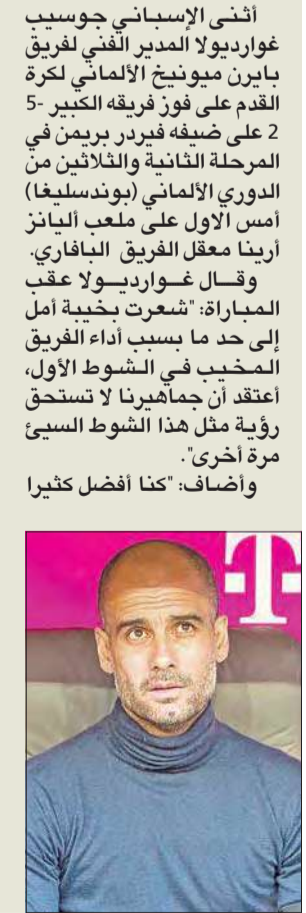 أثنى الإسباني جوسيب
غوارديولا المدير الفني لفريق
بايرن ميونيخ الألماني لكرة
القدم على فوز فريقه الكبير 5-
2 على ضيفه فيردر بريمن في
المرحلة الثانية والثلاثين من
الدوري الألماني (بوندسليغا)
أمس الاول على ملعب أليانز
أرينا معقل الفريق البافاري.
وقال غوارديولا عقب
المباراة: "شعرت بخيبة أمل
إلى حد ما بسبب أداء الفريق
المخيب في الشوط الأول،
أعتقد أن جماهيرنا لا تستحق
رؤية مثل هذا الشوط السيئ
مرة أخرى".
وأضاف: "كنا أفضل كثيرا
T